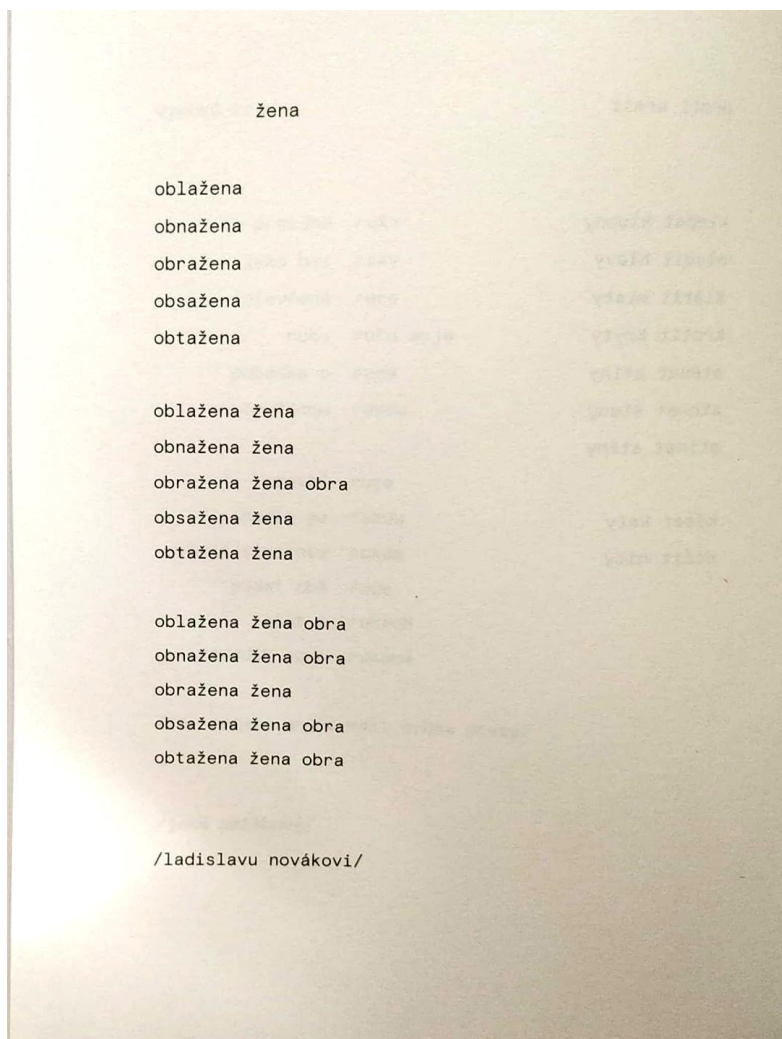 žena
oblažena
obnažena
obražena
obsažena
obtažena
oblažena žena
obnažena žena
obražena žena obra
obsažena žena
obtažena žena
oblažena žena obra
obnažena žena obra
obražena žena
obsažena žena obra
obtažena žena obra
/ladislavu novákovi/